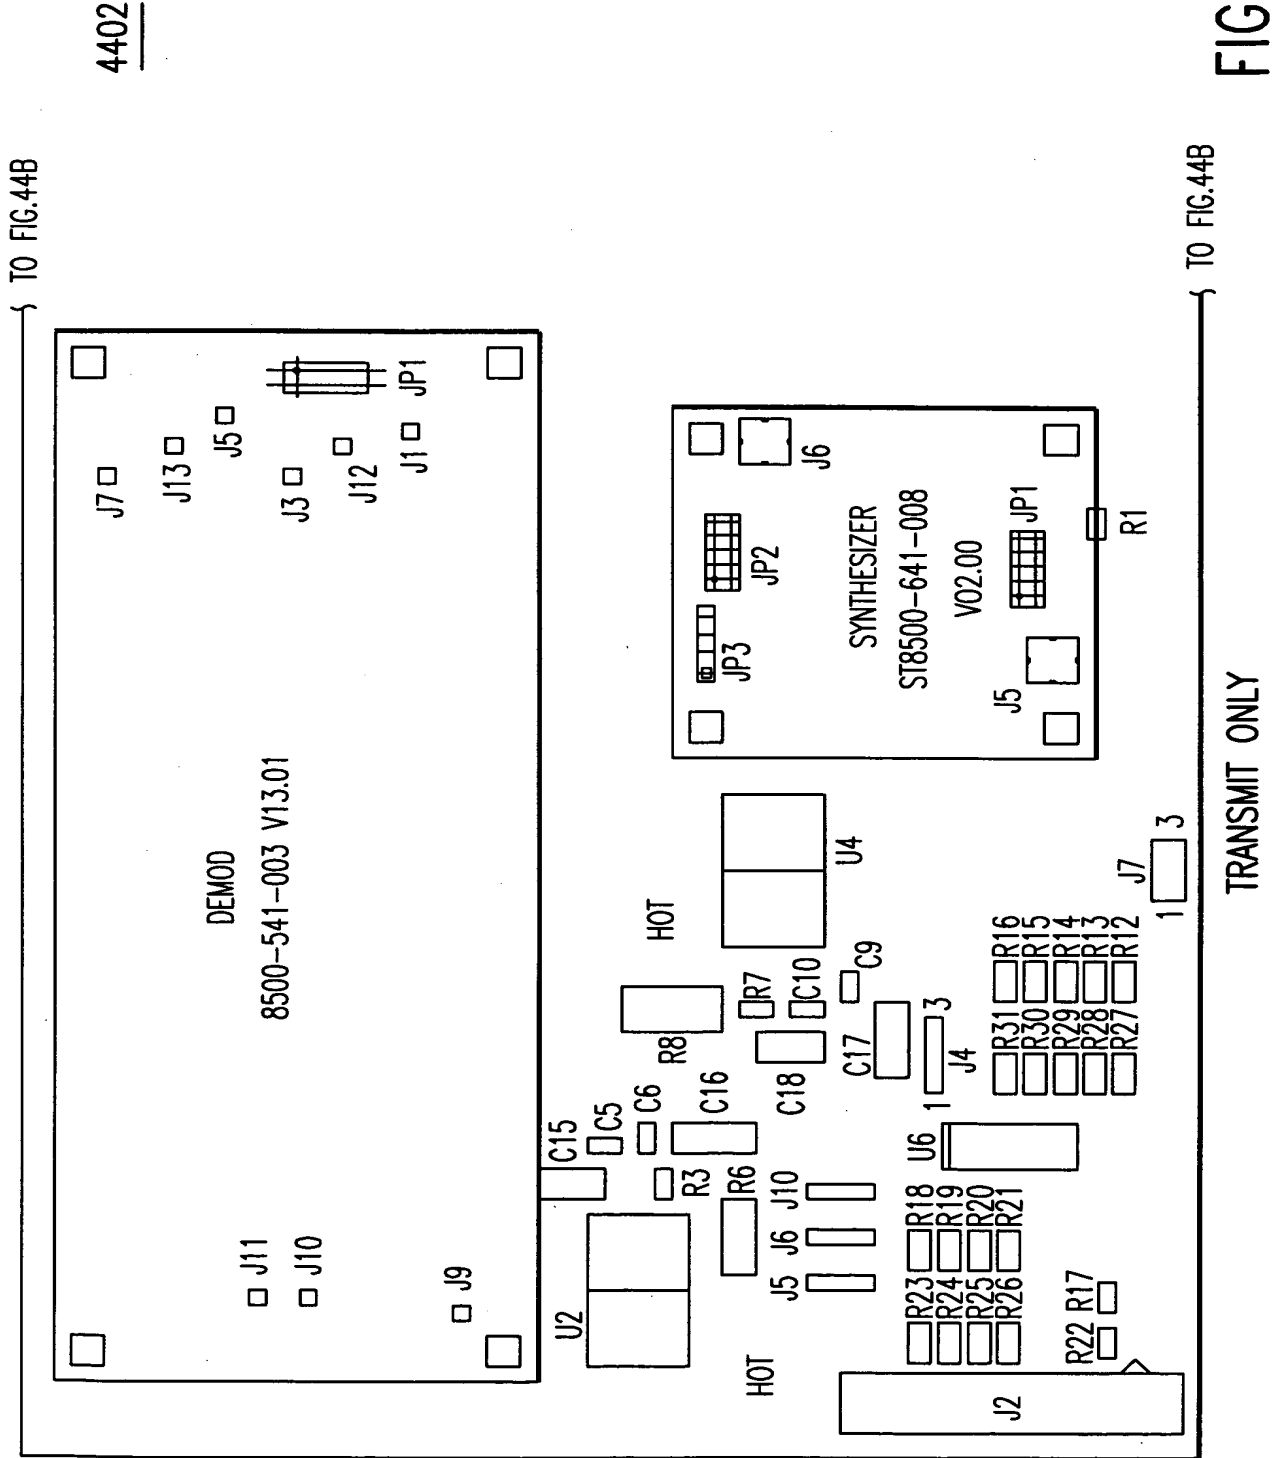 4402
FIG
TO FIG.44B
TO FIG.44B
TRANSMIT ONLY
DEMOD
8500-541-003 V13.01
J7
J13
J5
J3
J12
J1
JP1
J11
J10
J9
SYNTHESIZER
ST8500-641-008
V02.00
JP3
JP2
J6
J5
JP1
R1
U2
HOT
C15
C5
C6
R3
C16
R6
R8
HOT
R7
C18
C10
C17
C9
U4
J5
J6
J10
1
J4
3
U6
R23
R18
R24
R19
R25
R20
R26
R21
R31
R16
R30
R15
R29
R14
R28
R13
R27
R12
R22
R17
J2
1
J7
3